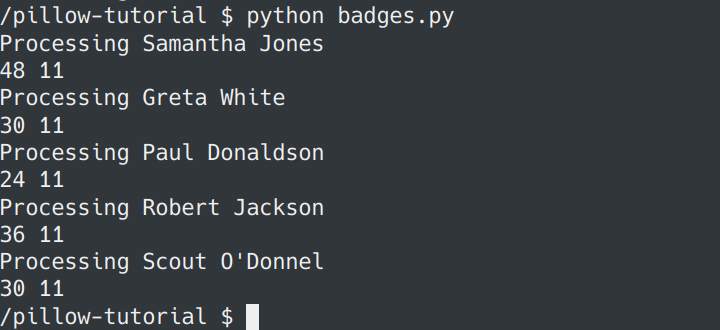 /pillow-tutorial $ python badges.py
Processing Samantha Jones
48 11
Processing Greta White
30 11
Processing Paul Donaldson
24 11
Processing Robert Jackson
36 11
Processing Scout O'Donnel
30 11
/pillow-tutorial $